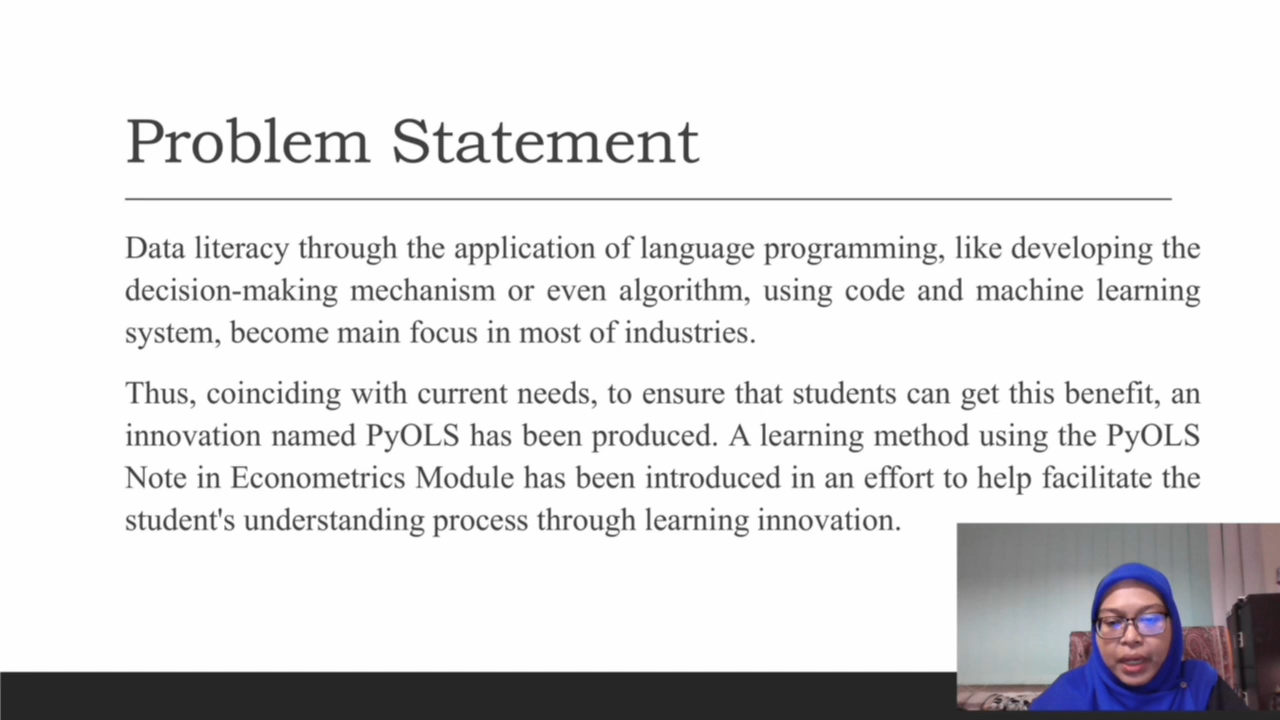 Problem Statement
Data literacy through the application of language programming, like developing the
decision-making mechanism or even algorithm, using code and machine learning
system, become main focus in most of industries.
Thus, coinciding with current needs, to ensure that students can get this benefit, an
innovation named PyOLS has been produced. A learning method using the PyOLS
Note in Econometrics Module has been introduced in an effort to help facilitate the
student's understanding process through learning innovation.